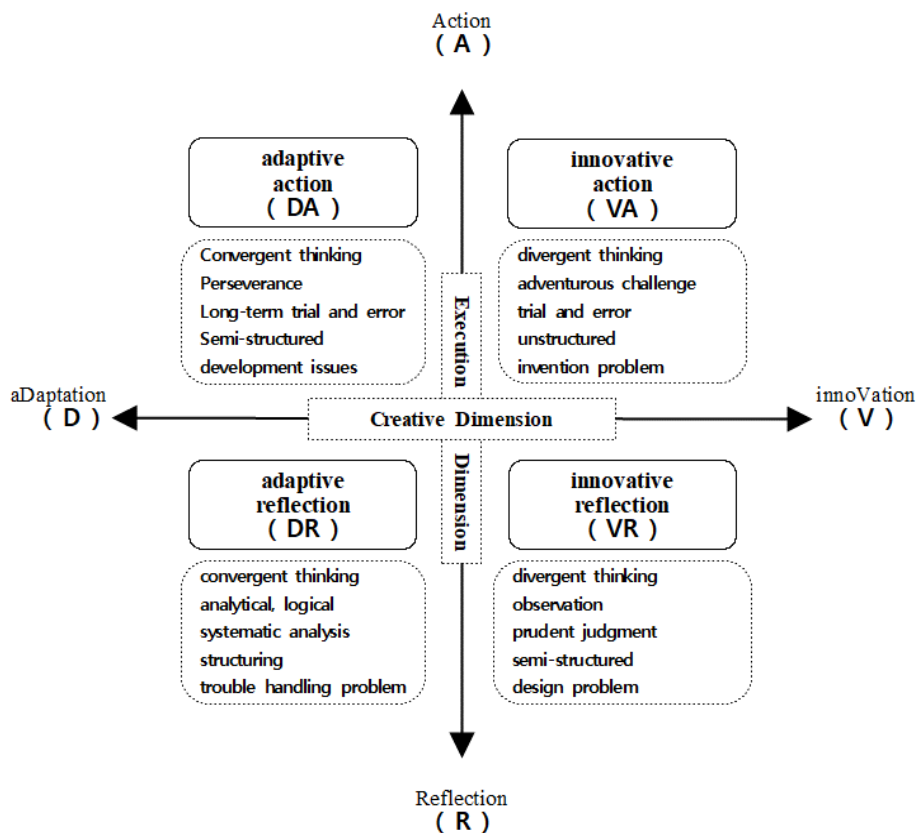 Action
( A )
adaptive
action
( DA )
innovative
action
( VA )
Convergent thinking
Perseverance
Long-term trial and error
Semi-structured
development issues
divergent thinking
adventurous challenge
trial and error
unstructured
invention problem
Execution
aDaptation
( D )
Creative Dimension
innoVation
( V )
Dimension
adaptive
reflection
( DR )
innovative
reflection
( VR )
convergent thinking
analytical, logical
systematic analysis
structuring
trouble handling problem
divergent thinking
observation
prudent judgment
semi-structured
design problem
Reflection
( R )